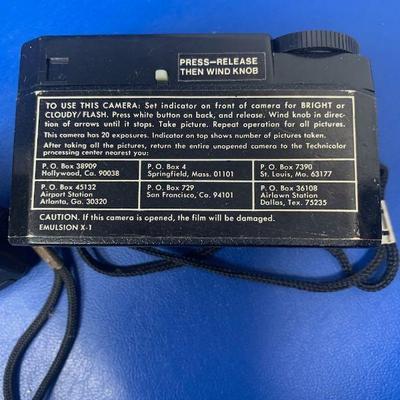 PRESS–RELEASE
THEN WIND KNOB
TO USE THIS CAMERA: Set indicator on front of camera for BRIGHT or
CLOUDY/FLASH. Press white button on back, and release. Wind knob in direc-
tion of arrows until it stops. Take picture. Repeat operation for all pictures.
This camera has 20 exposures. Indicator on top shows number of pictures taken.
After taking all the pictures, return the entire unopened camera to the Technicolor
processing center nearest you:
P. O. Box 38909
Hollywood, Ca. 90038
P. O. Box 4
Springfield, Mass. 01101
P. O. Box 7390
St. Louis, Mo. 63177
P. O. Box 45132
Airport Station
Atlanta, Ga. 30320
P. O. Box 729
San Francisco, Ca. 94101
P. O. Box 36108
Airlawn Station
Dallas, Tex. 75235
CAUTION. If this camera is opened, the film will be damaged.
EMULSION X-1